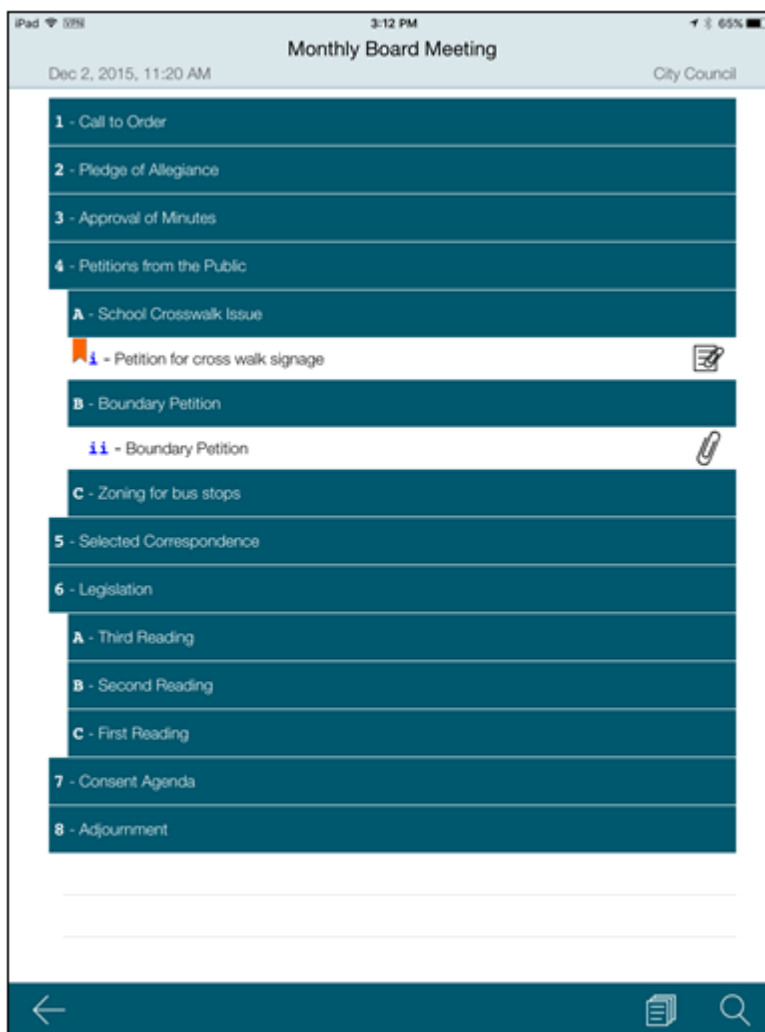 iPad VPN 3:12 PM 65%
Monthly Board Meeting
Dec 2, 2015, 11:20 AM City Council
1 - Call to Order
2 - Pledge of Allegiance
3 - Approval of Minutes
4 - Petitions from the Public
A - School Crosswalk Issue
i - Petition for cross walk signage
B - Boundary Petition
ii - Boundary Petition
C - Zoning for bus stops
5 - Selected Correspondence
6 - Legislation
A - Third Reading
B - Second Reading
C - First Reading
7 - Consent Agenda
8 - Adjournment